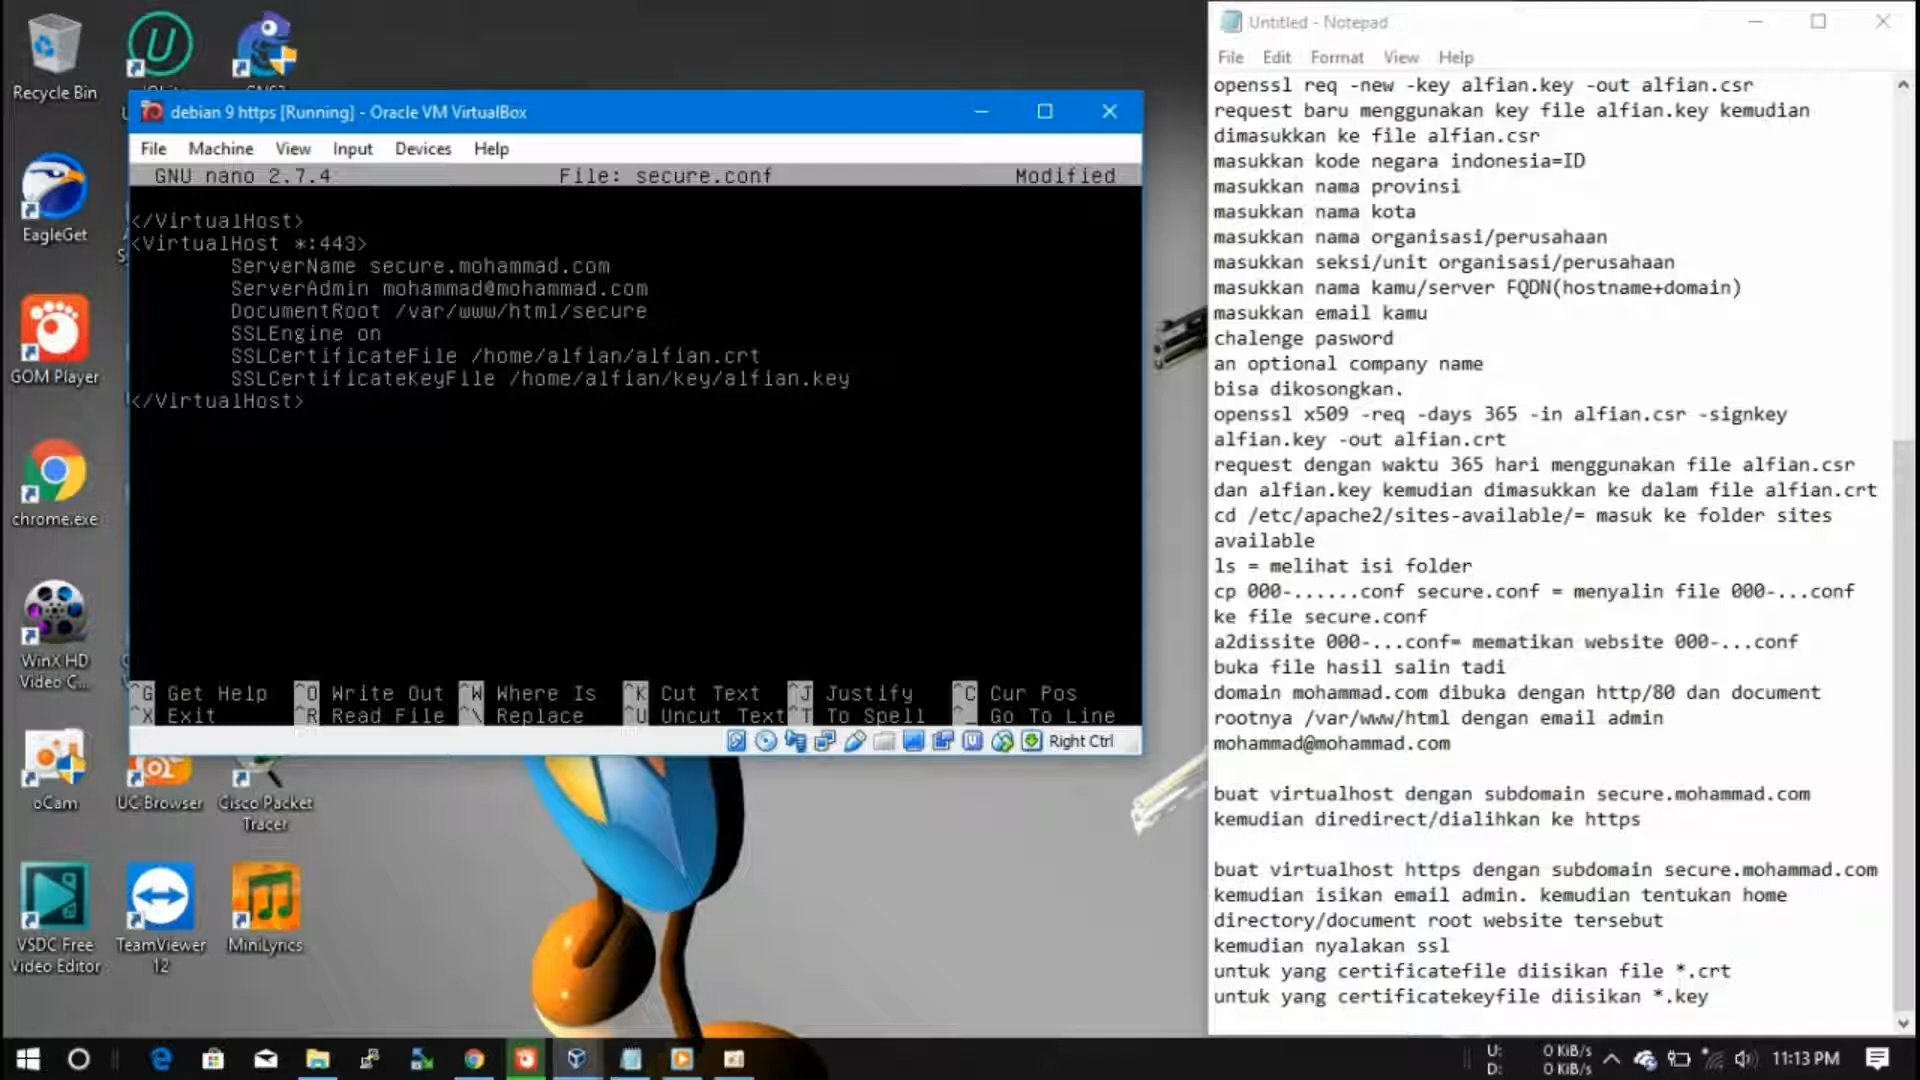 Recycle Bin
EagleGet
GOM Player
chrome.exe
WinX HD
Video C...
oCam
UC-Browser
Cisco Packet
Tracer
VSDC Free
Video Editor
TeamViewer
12
MiniLyrics
debian 9 https [Running] - Oracle VM VirtualBox
File Machine View Input Devices Help
GNU nano 2.7.4 File: secure.conf Modified
</VirtualHost>
<VirtualHost *:443>
ServerName secure.mohammad.com
ServerAdmin mohammad@mohammad.com
DocumentRoot /var/www/html/secure
SSLEngine on
SSLCertificateFile /home/alfian/alfian.crt
SSLCertificateKeyFile /home/alfian/key/alfian.key
</VirtualHost>
^G Get Help ^O Write Out ^W Where Is ^K Cut Text ^J Justify ^C Cur Pos
^X Exit ^R Read File ^\ Replace ^U Uncut Text ^T To Spell ^_ Go To Line
Right Ctrl
Untitled - Notepad
File Edit Format View Help
openssl req -new -key alfian.key -out alfian.csr
request baru menggunakan key file alfian.key kemudian
dimasukkan ke file alfian.csr
masukkan kode negara indonesia=ID
masukkan nama provinsi
masukkan nama kota
masukkan nama organisasi/perusahaan
masukkan seksi/unit organisasi/perusahaan
masukkan nama kamu/server FQDN(hostname+domain)
masukkan email kamu
chalenge pasword
an optional company name
bisa dikosongkan.
openssl x509 -req -days 365 -in alfian.csr -signkey
alfian.key -out alfian.crt
request dengan waktu 365 hari menggunakan file alfian.csr
dan alfian.key kemudian dimasukkan ke dalam file alfian.crt
cd /etc/apache2/sites-available/= masuk ke folder sites
available
ls = melihat isi folder
cp 000-......conf secure.conf = menyalin file 000-...conf
ke file secure.conf
a2dissite 000-...conf= mematikan website 000-...conf
buka file hasil salin tadi
domain mohammad.com dibuka dengan http/80 dan document
rootnya /var/www/html dengan email admin
mohammad@mohammad.com
buat virtualhost dengan subdomain secure.mohammad.com
kemudian diredirect/dialihkan ke https
buat virtualhost https dengan subdomain secure.mohammad.com
kemudian isikan email admin. kemudian tentukan home
directory/document root website tersebut
kemudian nyalakan ssl
untuk yang certificatefile diisikan file *.crt
untuk yang certificatekeyfile diisikan *.key
U: 0 KiB/s
D: 0 KiB/s
11:13 PM